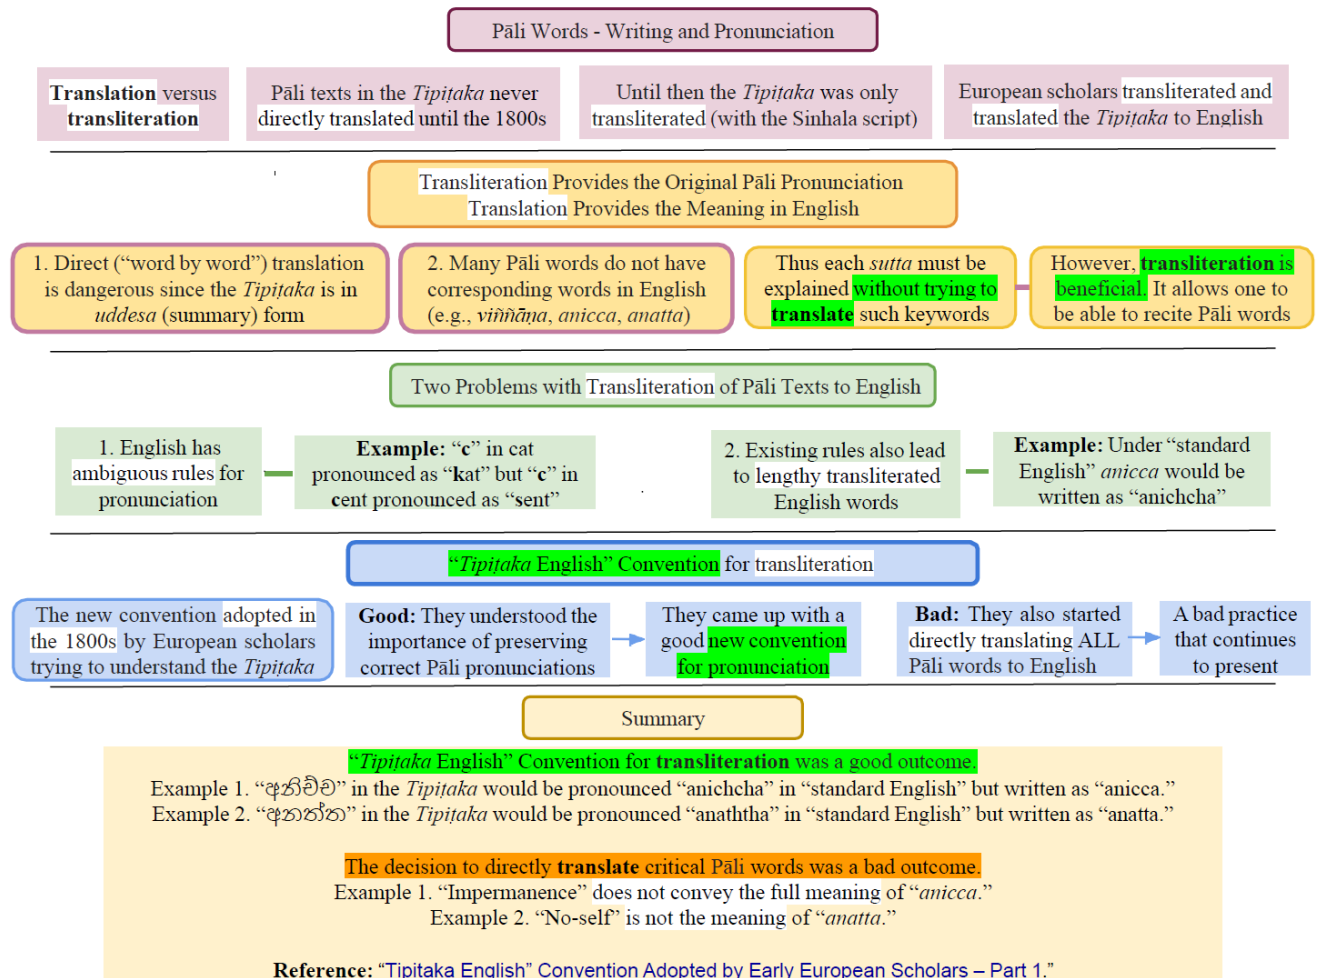 Pāli Words - Writing and Pronunciation
Translation versus
transliteration
Pāli texts in the Tipiṭaka never
directly translated until the 1800s
Until then the Tipiṭaka was only
transliterated (with the Sinhala script)
European scholars transliterated and
translated the Tipiṭaka to English
Transliteration Provides the Original Pāli Pronunciation
Translation Provides the Meaning in English
1. Direct (“word by word”) translation
is dangerous since the Tipiṭaka is in
uddesa (summary) form
2. Many Pāli words do not have
corresponding words in English
(e.g., viññāṇa, anicca, anatta)
Thus each sutta must be
explained without trying to
translate such keywords
However, transliteration is
beneficial. It allows one to
be able to recite Pāli words
Two Problems with Transliteration of Pāli Texts to English
1. English has
ambiguous rules for
pronunciation
Example: “c” in cat
pronounced as “kat” but “c” in
cent pronounced as “sent”
2. Existing rules also lead
to lengthy transliterated
English words
Example: Under “standard
English” anicca would be
written as “anichcha”
“Tipiṭaka English” Convention for transliteration
The new convention adopted in
the 1800s by European scholars
trying to understand the Tipiṭaka
Good: They understood the
importance of preserving
correct Pāli pronunciations
They came up with a
good new convention
for pronunciation
Bad: They also started
directly translating ALL
Pāli words to English
A bad practice
that continues
to present
Summary
“Tipiṭaka English” Convention for transliteration was a good outcome.
Example 1. “අනිච්ච” in the Tipiṭaka would be pronounced “anichcha” in “standard English” but written as “anicca.”
Example 2. “අනත්ත” in the Tipiṭaka would be pronounced “anaththa” in “standard English” but written as “anatta.”
The decision to directly translate critical Pāli words was a bad outcome.
Example 1. “Impermanence” does not convey the full meaning of “anicca.”
Example 2. “No-self” is not the meaning of “anatta.”
Reference: “Tipitaka English” Convention Adopted by Early European Scholars – Part 1.”